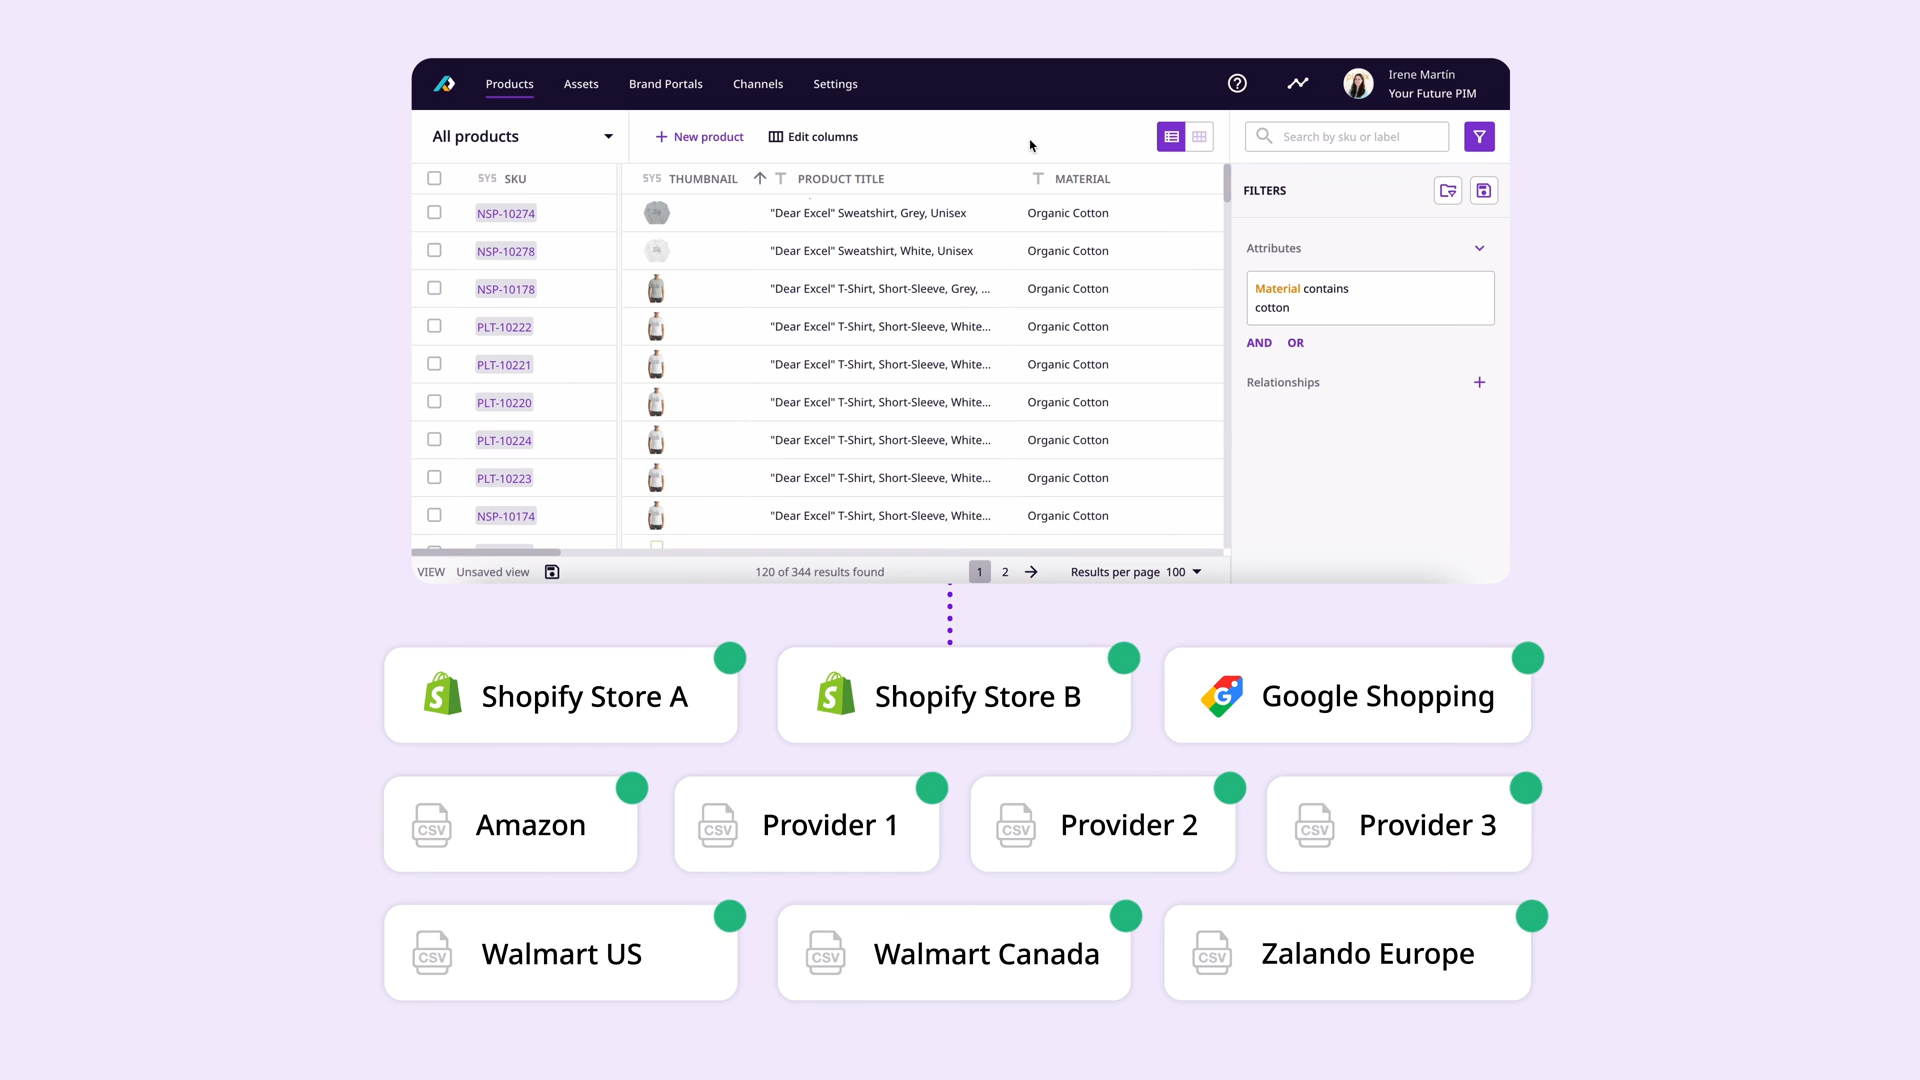 Products Assets Brand Portals Channels Settings
Irene Martín
Your Future PIM
All products
New product Edit columns
Search by sku or label
SYS SKU SYS THUMBNAIL PRODUCT TITLE MATERIAL
NSP-10274 "Dear Excel" Sweatshirt, Grey, Unisex Organic Cotton
NSP-10278 "Dear Excel" Sweatshirt, White, Unisex Organic Cotton
NSP-10178 "Dear Excel" T-Shirt, Short-Sleeve, Grey, ... Organic Cotton
PLT-10222 "Dear Excel" T-Shirt, Short-Sleeve, White... Organic Cotton
PLT-10221 "Dear Excel" T-Shirt, Short-Sleeve, White... Organic Cotton
PLT-10220 "Dear Excel" T-Shirt, Short-Sleeve, White... Organic Cotton
PLT-10224 "Dear Excel" T-Shirt, Short-Sleeve, White... Organic Cotton
PLT-10223 "Dear Excel" T-Shirt, Short-Sleeve, White... Organic Cotton
NSP-10174 "Dear Excel" T-Shirt, Short-Sleeve, White... Organic Cotton
FILTERS
Attributes
Material contains
cotton
AND OR
Relationships
VIEW Unsaved view 120 of 344 results found 1 2 Results per page 100
Shopify Store A
Shopify Store B
Google Shopping
CSV Amazon
CSV Provider 1
CSV Provider 2
CSV Provider 3
CSV Walmart US
CSV Walmart Canada
CSV Zalando Europe